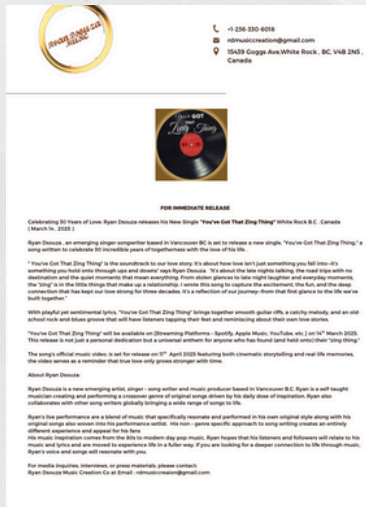 Ryan Dsouza
Music
+1-236-330-6018
rdmusiccreation@gmail.com
15439 Goggs Ave,White Rock , BC, V4B 2N5 ,
Canada
GOT
Zing Thing
FOR IMMEDIATE RELEASE
Celebrating 30 Years of Love: Ryan Dsouza releases his New Single "You've Got That Zing Thing" White Rock B.C . Canada
( March 14 , 2025 )
Ryan Dsouza , an emerging singer-songwriter based in Vancouver BC is set to release a new single, "You've Got That Zing Thing," a
song written to celebrate 30 incredible years of togetherness with the love of his life .
" You've Got That Zing Thing" is the soundtrack to our love story. It's about how love isn't just something you fall into-it's
something you hold onto through ups and downs" says Ryan Dsouza. "It's about the late nights talking, the road trips with no
destination and the quiet moments that mean everything. From stolen glances to late night laughter and everyday moments,
the "zing" is in the little things that make up a relationship. I wrote this song to capture the excitement, the fun, and the deep
connection that has kept our love strong for three decades. It's a reflection of our journey-from that first glance to the life we've
built together."
With playful yet sentimental lyrics, "You've Got That Zing Thing" brings together smooth guitar riffs, a catchy melody, and an old-
school rock-and-blues groove that will have listeners tapping their feet and reminiscing about their own love stories.
"You've Got That Zing Thing" will be available on [Streaming Platforms – Spotify, Apple Music, YouTube, etc.] on 14th March 2025.
This release is not just a personal dedication but a universal anthem for anyone who has found (and held onto) their "zing thing."
The song's official music video, is set for release on 11th April 2025 featuring both cinematic storytelling and real-life memories,
the video serves as a reminder that true love only grows stronger with time.
About Ryan Dsouza:
Ryan Dsouza is a new emerging artist, singer - song writer and music producer based in Vancouver B.C. Ryan is a self-taught
musician creating and performing a crossover genre of original songs driven by his daily dose of inspiration. Ryan also
collaborates with other song writers globally bringing a wide range of songs to life.
Ryan's live performance are a blend of music that specifically resonate and performed in his own original style along with his
original songs also woven into his performance setlist. His non - genre specific approach to song writing creates an entirely
different experience and appeal for his fans
His music inspiration comes from the 80s to modern day pop music. Ryan hopes that his listeners and followers will relate to his
music and lyrics and are moved to experience life in a fuller way. If you are looking for a deeper connection to life through music,
Ryan's voice and songs will resonate with you.
For media inquiries, interviews, or press materials, please contact:
Ryan Dsouza Music Creation Co at Email : rdmusiccreaion@gmail.com